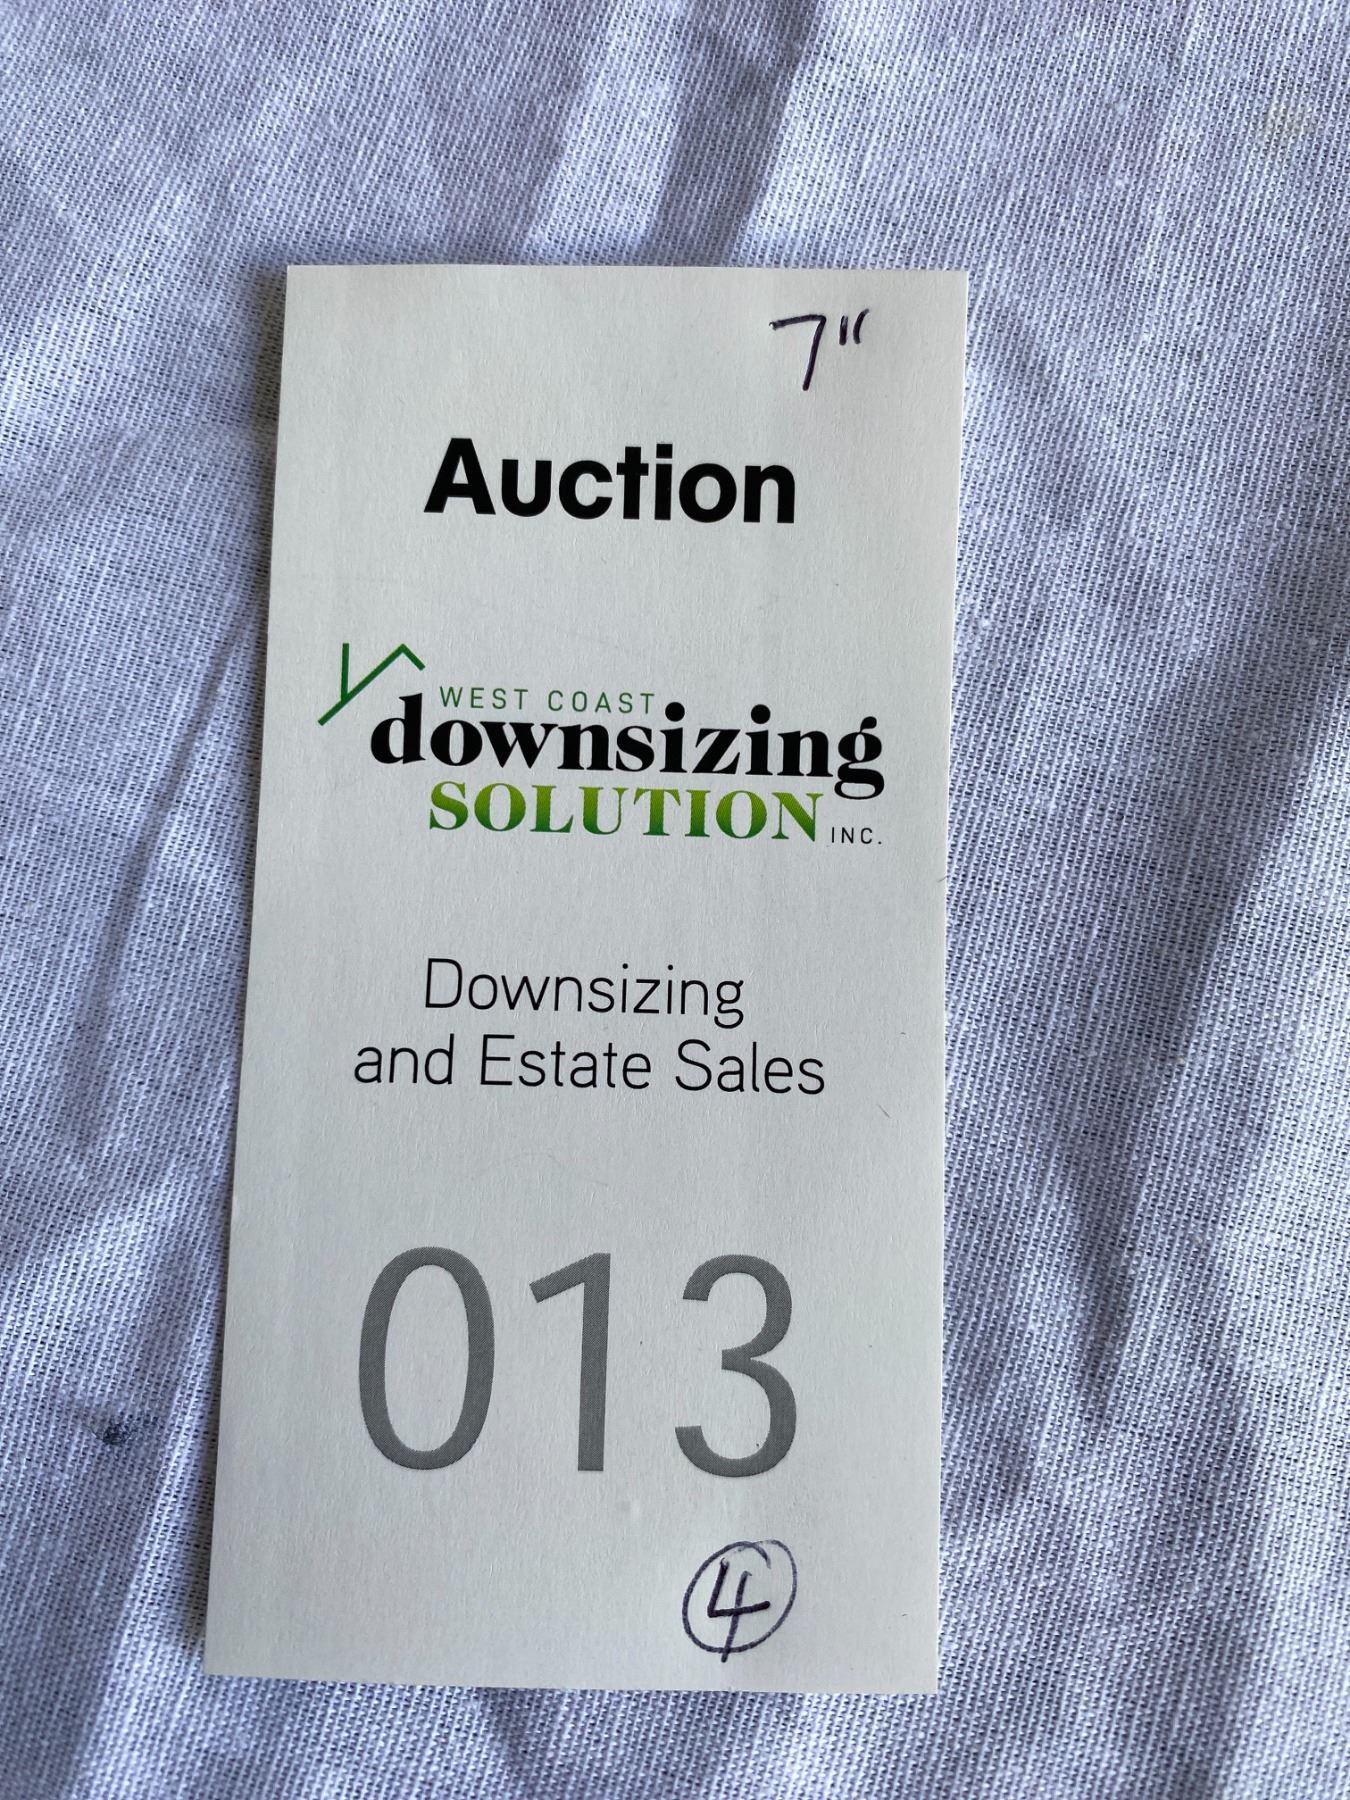 7"
Auction
WEST COAST
downsizing
SOLUTION INC.
Downsizing
and Estate Sales
013
4